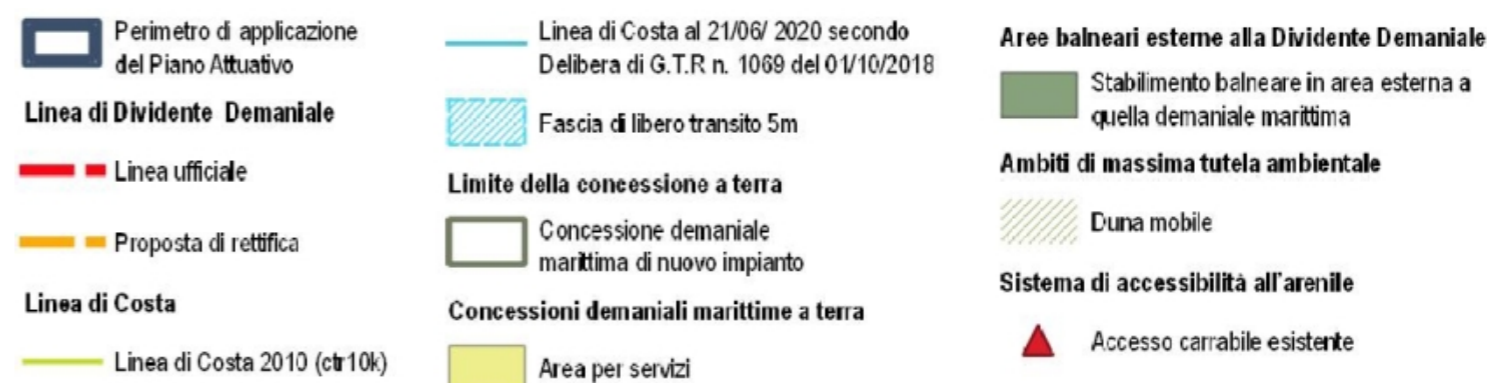 Perimetro di applicazione
del Piano Attuativo
Linea di Dividente Demaniale
Linea ufficiale
Proposta di rettifica
Linea di Costa
Linea di Costa 2010 (ctr10k)
Linea di Costa al 21/06/ 2020 secondo
Delibera di G.T.R n. 1069 del 01/10/2018
Fascia di libero transito 5m
Limite della concessione a terra
Concessione demaniale
marittima di nuovo impianto
Concessioni demaniali marittime a terra
Area per servizi
Aree balneari esterne alla Dividente Demaniale
Stabilimento balneare in area esterna a
quella demaniale marittima
Ambiti di massima tutela ambientale
Duna mobile
Sistema di accessibilità all'arenile
Accesso carrabile esistente